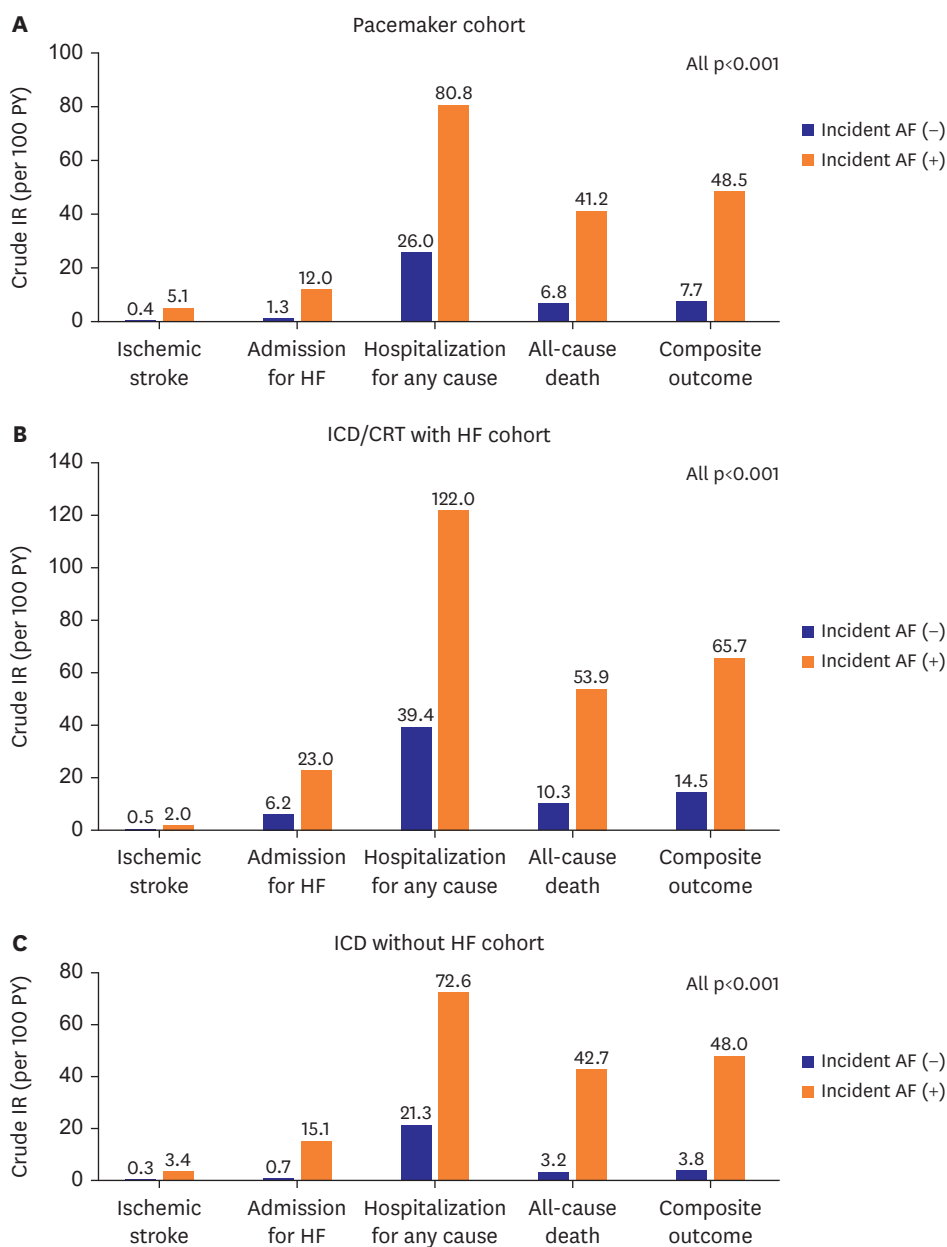 A
Pacemaker cohort
All p<0.001
Crude IR (per 100 PY)
100
80
60
40
20
0
0.4
5.1
1.3
12.0
26.0
80.8
6.8
41.2
7.7
48.5
Ischemic
stroke
Admission
for HF
Hospitalization
for any cause
All-cause
death
Composite
outcome
Incident AF (−)
Incident AF (+)
B
ICD/CRT with HF cohort
All p<0.001
Crude IR (per 100 PY)
140
120
100
80
60
40
20
0
0.5
2.0
6.2
23.0
39.4
122.0
10.3
53.9
14.5
65.7
Ischemic
stroke
Admission
for HF
Hospitalization
for any cause
All-cause
death
Composite
outcome
Incident AF (−)
Incident AF (+)
C
ICD without HF cohort
All p<0.001
Crude IR (per 100 PY)
80
60
40
20
0
0.3
3.4
0.7
15.1
21.3
72.6
3.2
42.7
3.8
48.0
Ischemic
stroke
Admission
for HF
Hospitalization
for any cause
All-cause
death
Composite
outcome
Incident AF (−)
Incident AF (+)